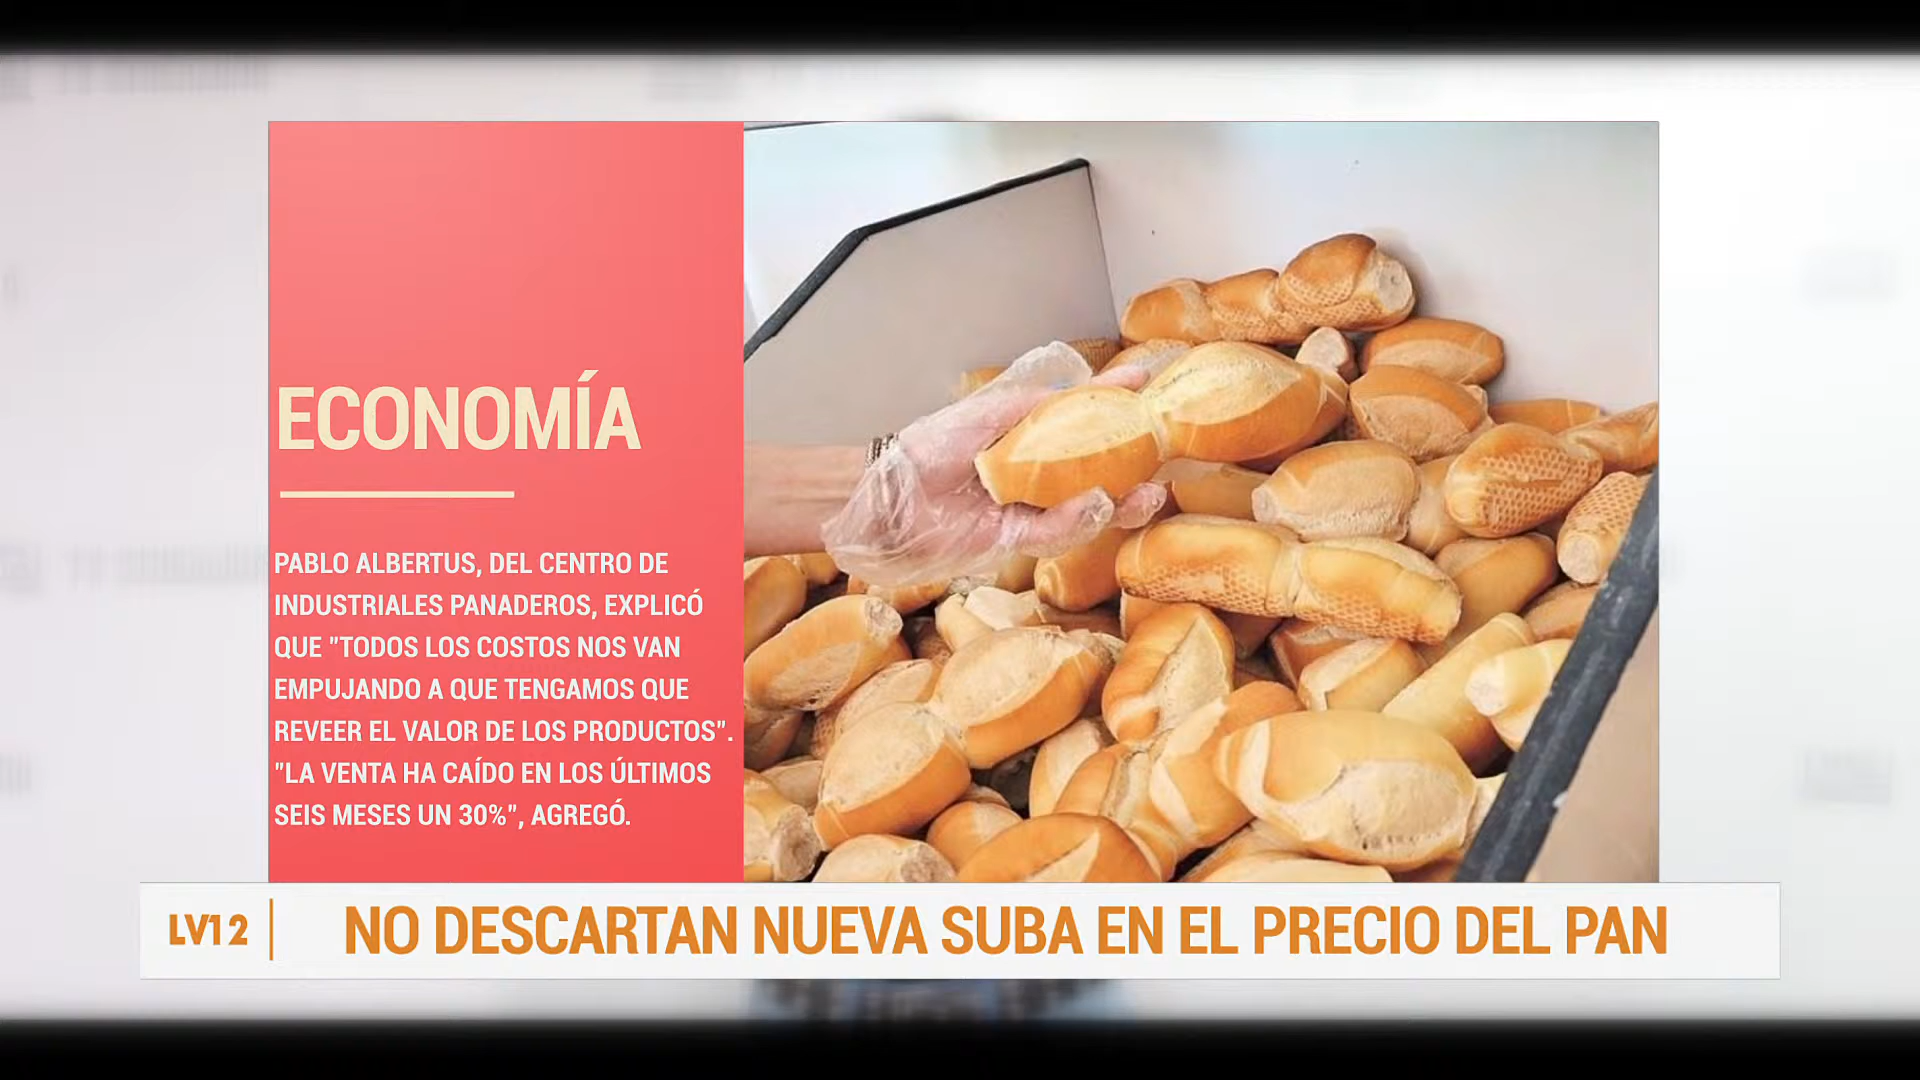 ECONOMÍA
PABLO ALBERTUS, DEL CENTRO DE
INDUSTRIALES PANADEROS, EXPLICÓ
QUE "TODOS LOS COSTOS NOS VAN
EMPUJANDO A QUE TENGAMOS QUE
REVEER EL VALOR DE LOS PRODUCTOS".
"LA VENTA HA CAÍDO EN LOS ÚLTIMOS
SEIS MESES UN 30%", AGREGÓ.
LV12
NO DESCARTAN NUEVA SUBA EN EL PRECIO DEL PAN